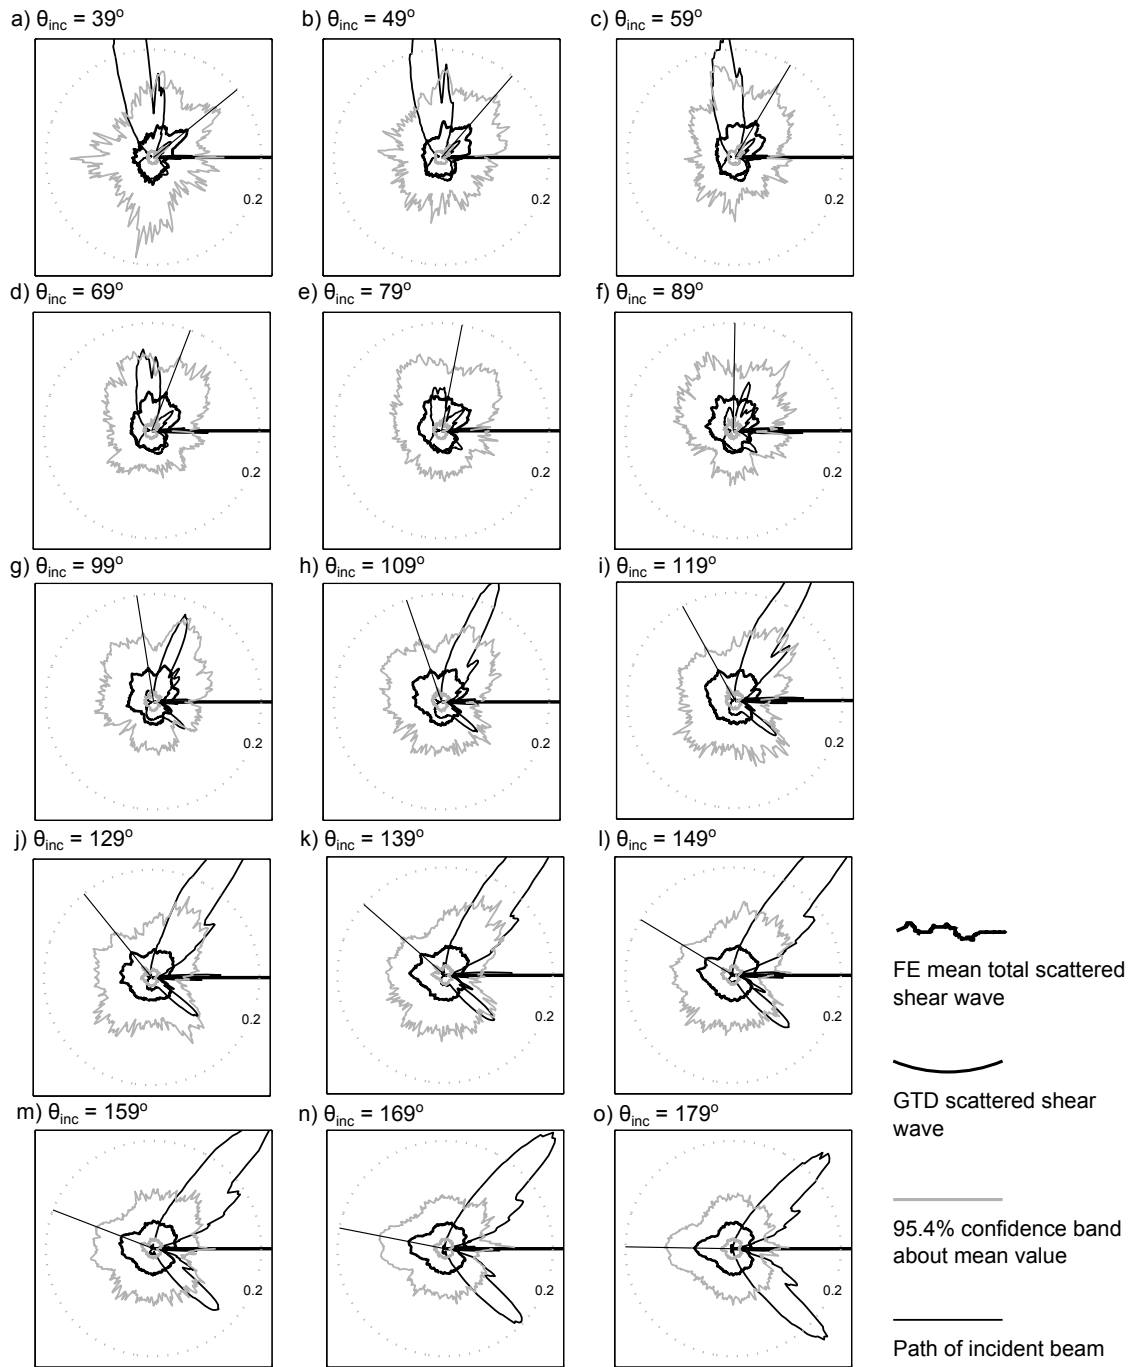 a) θinc = 39o
b) θinc = 49o
c) θinc = 59o
0.2
0.2
0.2
d) θinc = 69o
e) θinc = 79o
f) θinc = 89o
0.2
0.2
0.2
g) θinc = 99o
h) θinc = 109o
i) θinc = 119o
0.2
0.2
0.2
j) θinc = 129o
k) θinc = 139o
l) θinc = 149o
0.2
0.2
0.2
m) θinc = 159o
n) θinc = 169o
o) θinc = 179o
0.2
0.2
0.2
FE mean total scattered
shear wave
GTD scattered shear
wave
95.4% confidence band
about mean value
Path of incident beam